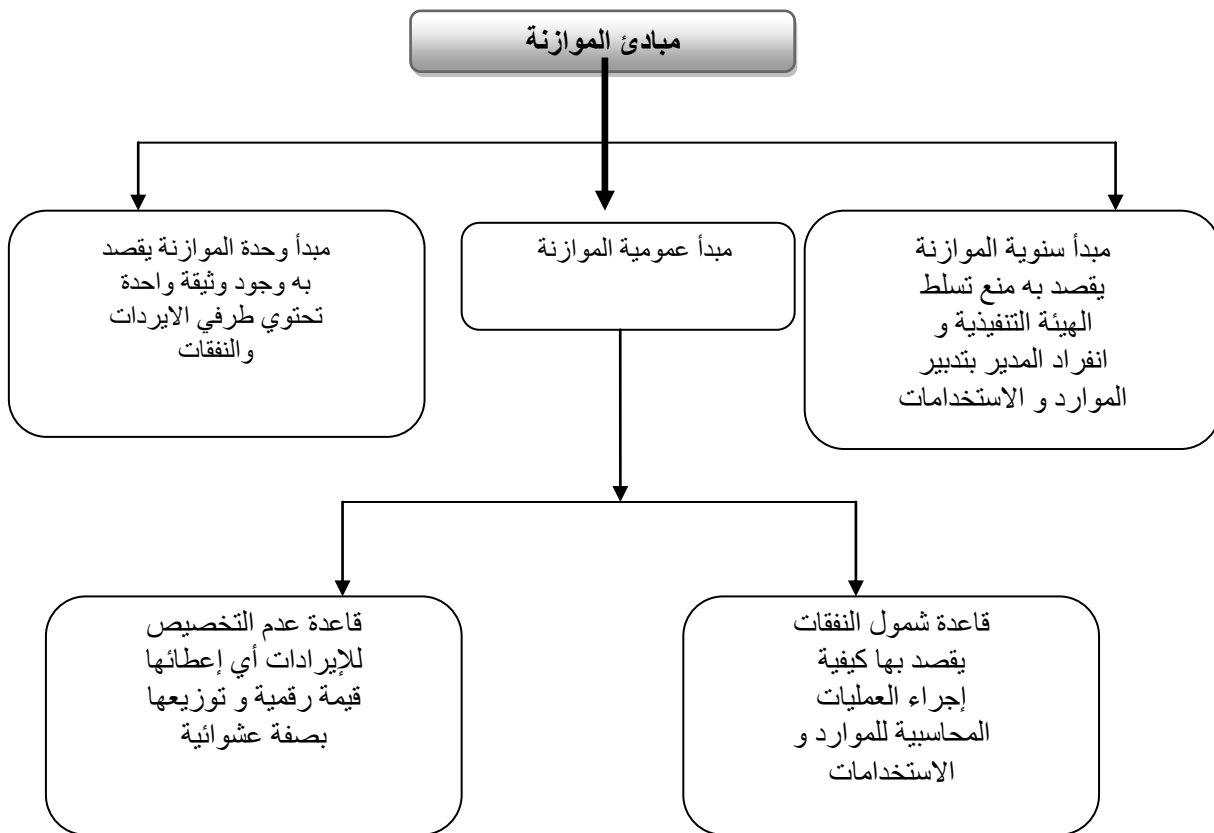 مبادئ الموازنة
مبدأ سنوية الموازنة
يقصد به منع تسلط
الهيئة التنفيذية و
انفراد المدير بتدبير
الموارد و الاستخدامات
مبدأ عمومية الموازنة
مبدأ وحدة الموازنة يقصد
به وجود وثيقة واحدة
تحتوي طرفي الايردات
والنفقات
قاعدة شمول النفقات
يقصد بها كيفية
إجراء العمليات
المحاسبية للموارد و
الاستخدامات
قاعدة عدم التخصيص
للإيرادات أي إعطائها
قيمة رقمية و توزيعها
بصفة عشوائية